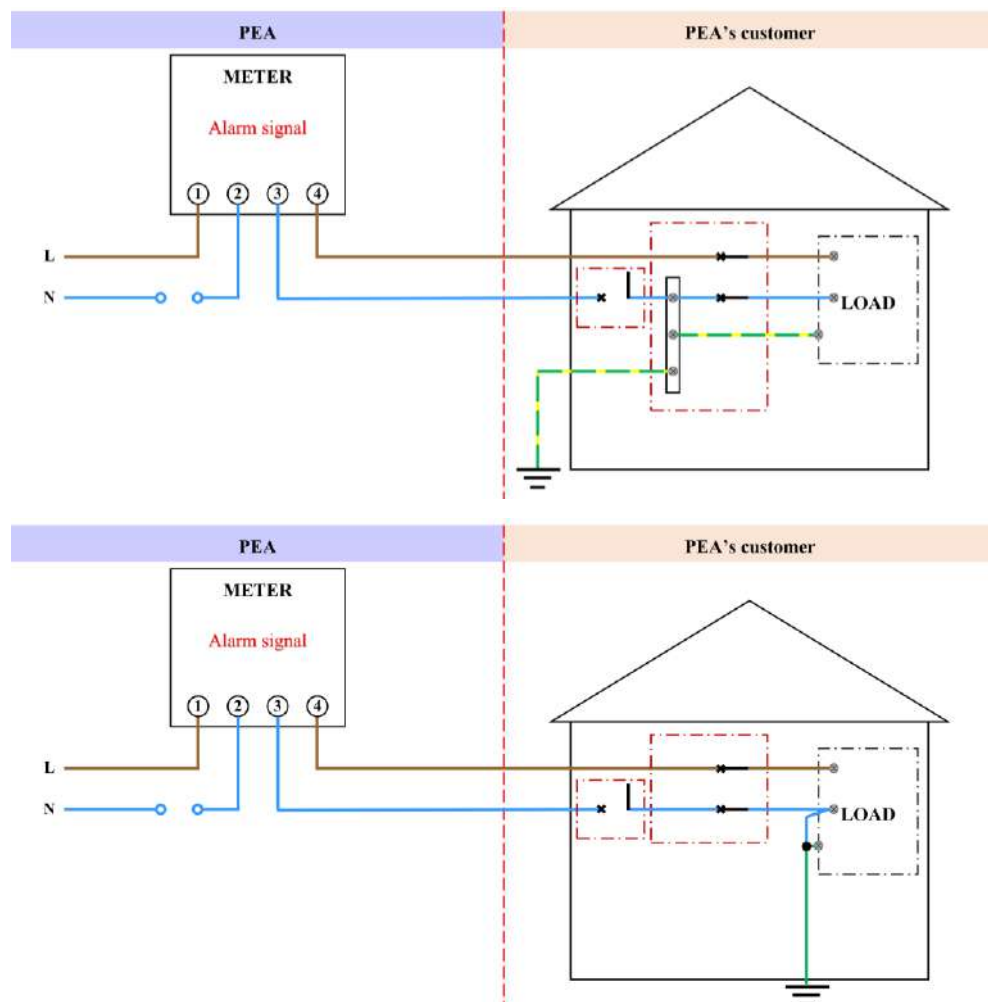 PEA PEA's customer
METER
Alarm signal
1 2 3 4
L
N
LOAD
PEA PEA's customer
METER
Alarm signal
1 2 3 4
L
N
LOAD